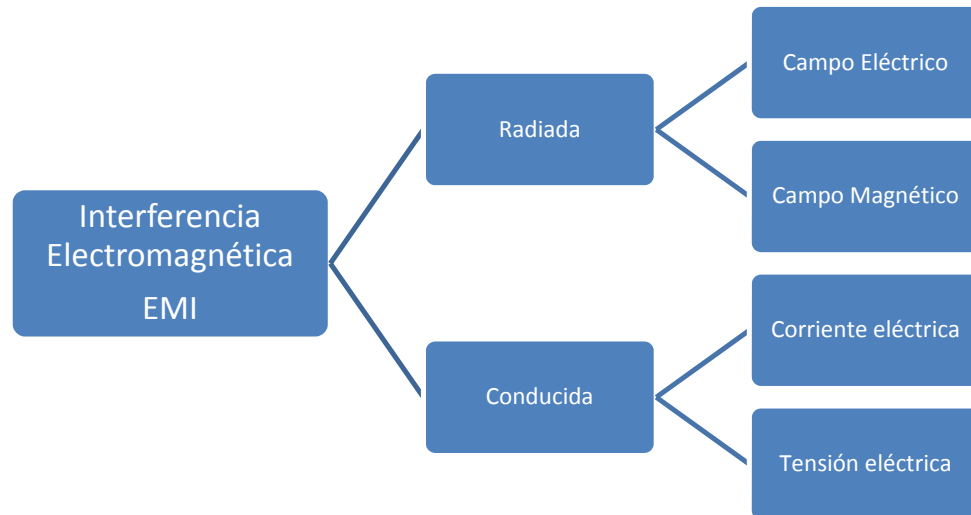 Interferencia
Electromagnética
EMI
Radiada
Campo Eléctrico
Campo Magnético
Conducida
Corriente eléctrica
Tensión eléctrica